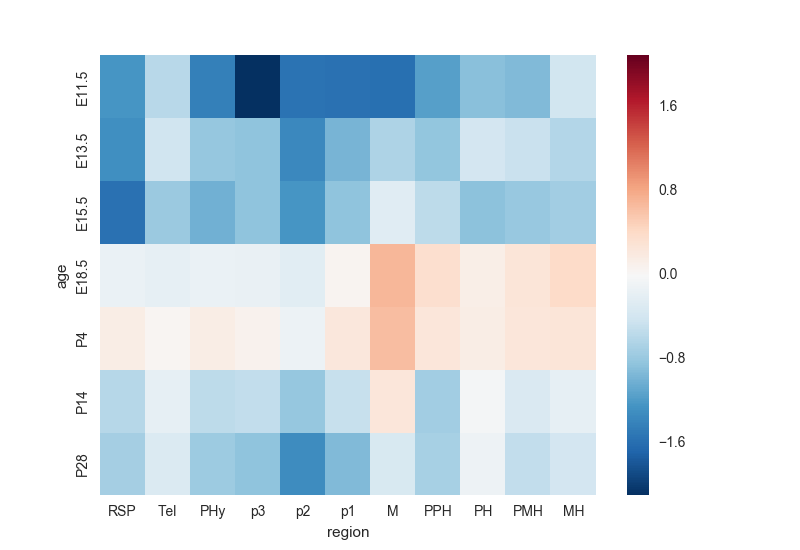 age
E11.5
E13.5
E15.5
E18.5
P4
P14
P28
RSP Tel PHy p3 p2 p1 M PPH PH PMH MH
region
1.6
0.8
0.0
−0.8
−1.6